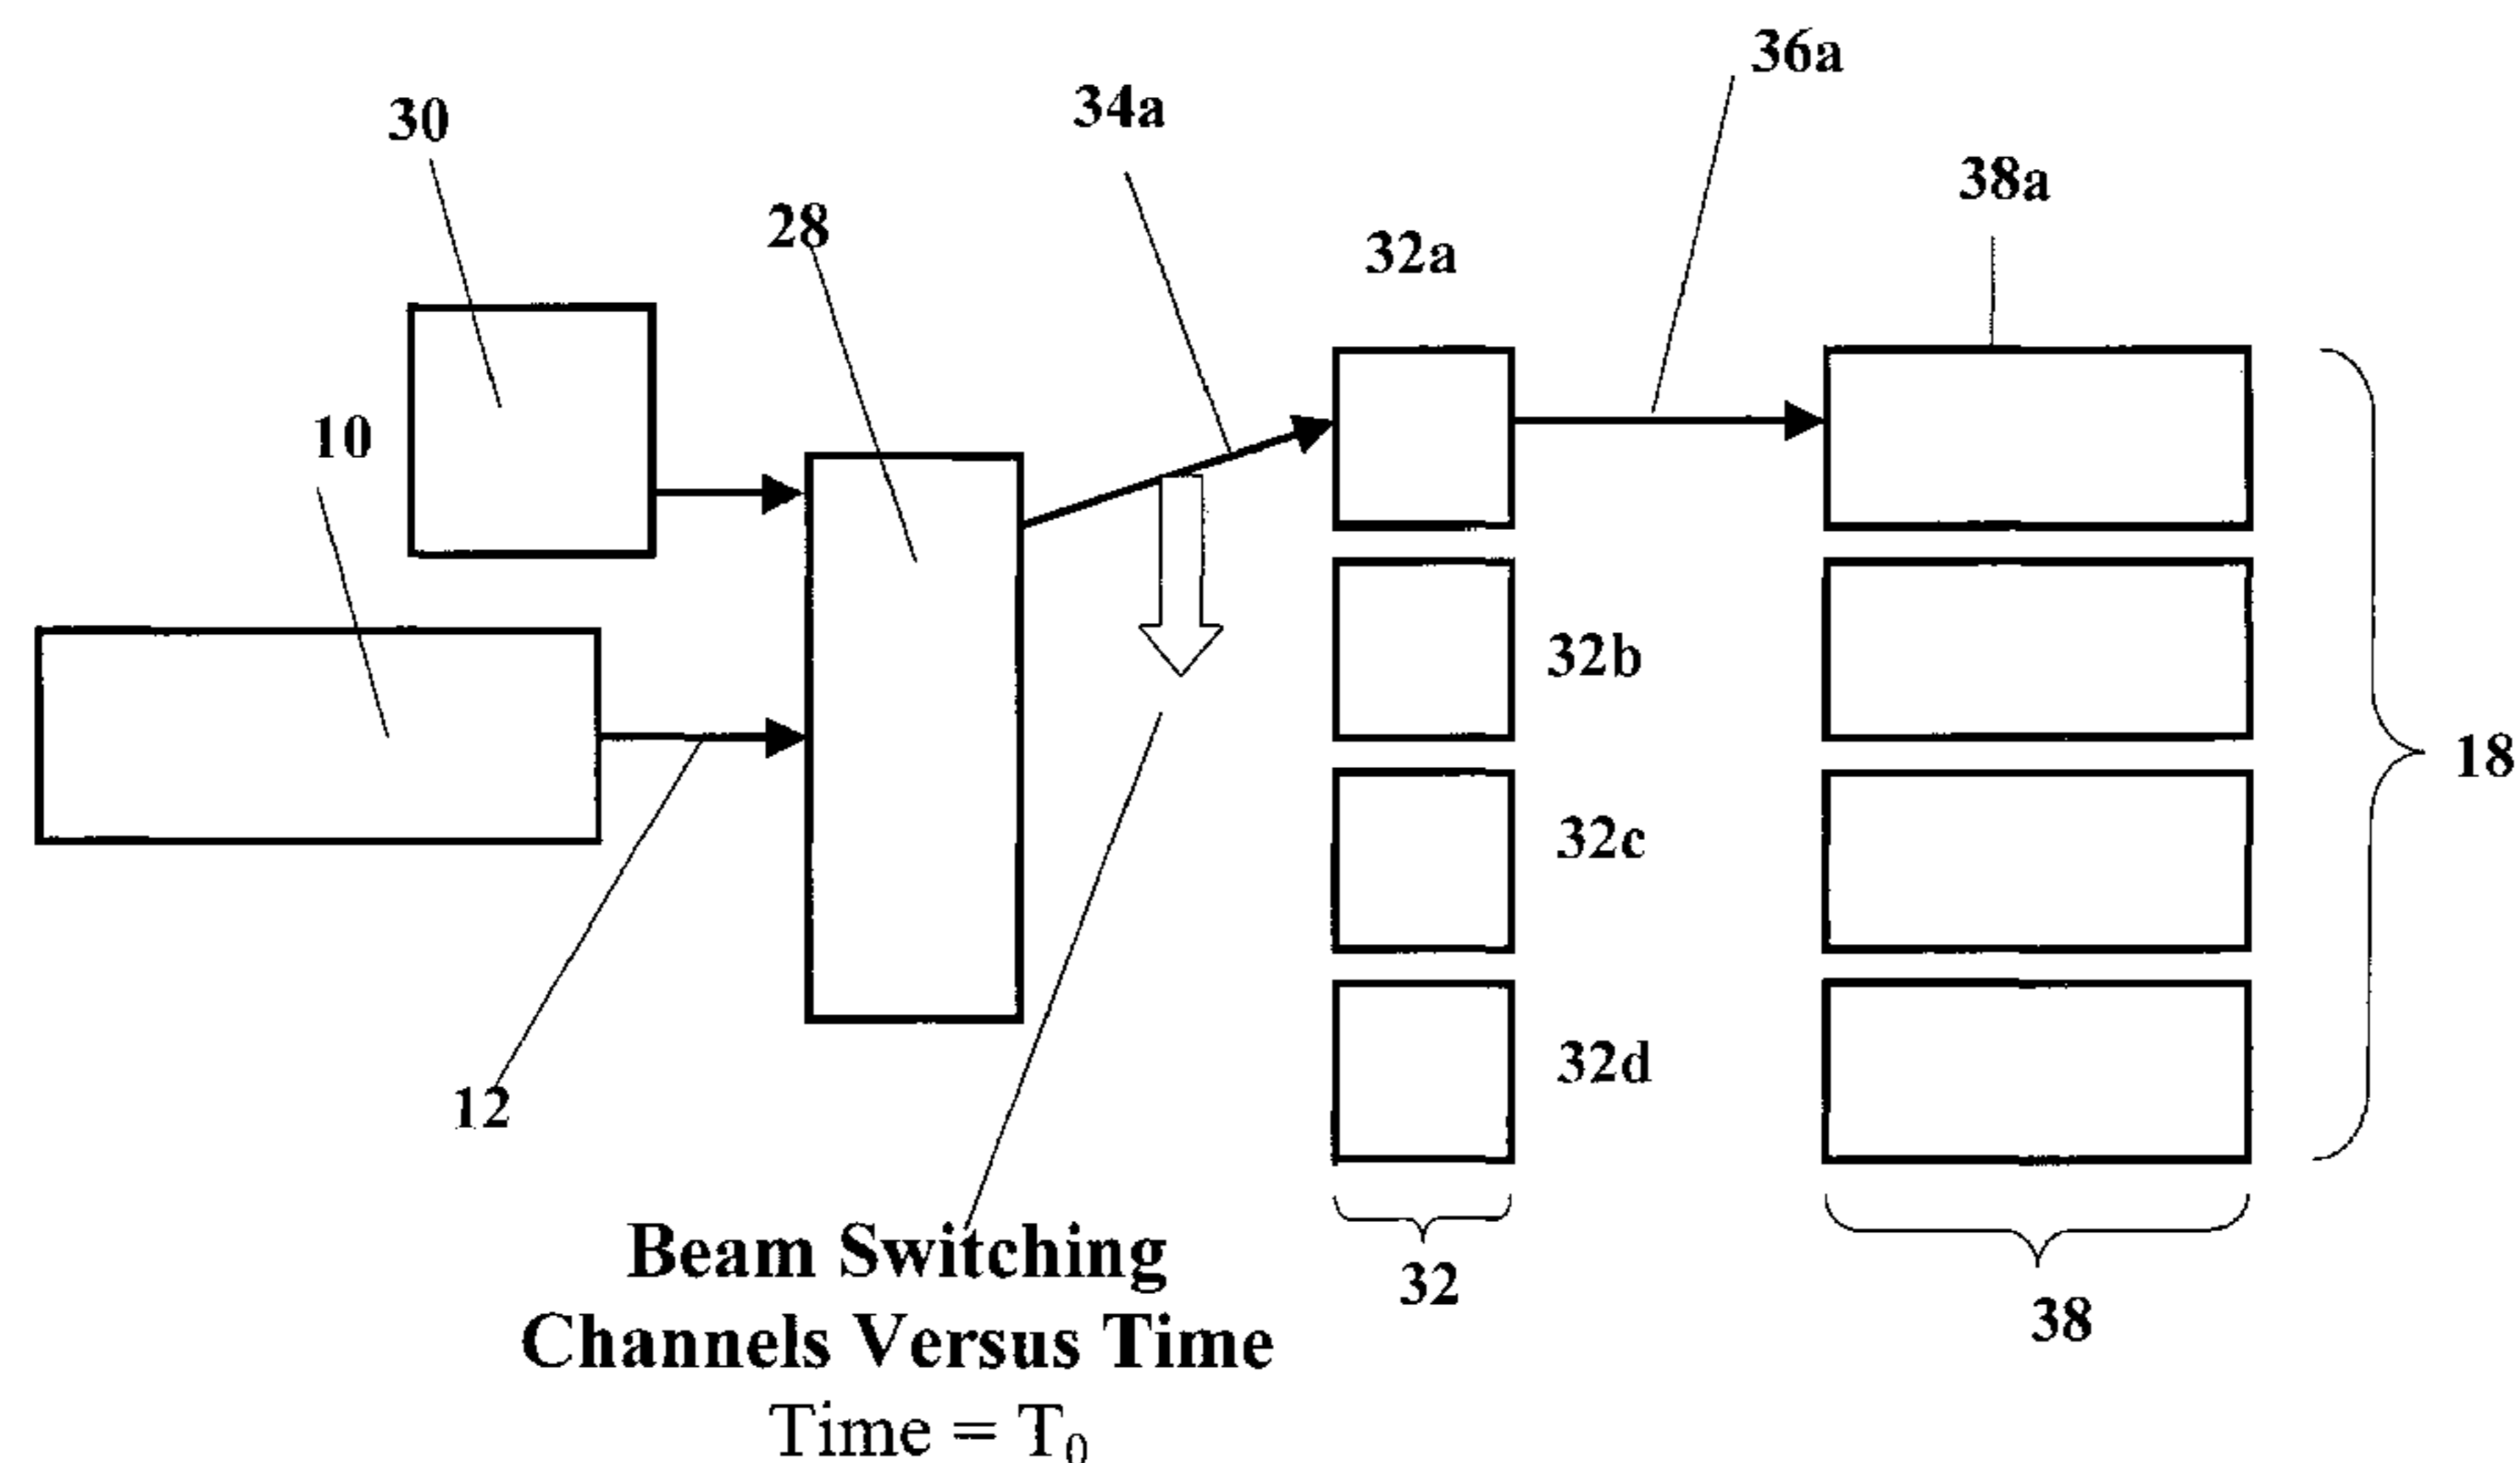 36a
34a
30
38a
28
32a
10
32b
18
32c
32d
12
Beam Switching
Channels Versus Time
Time = T₀
32
38